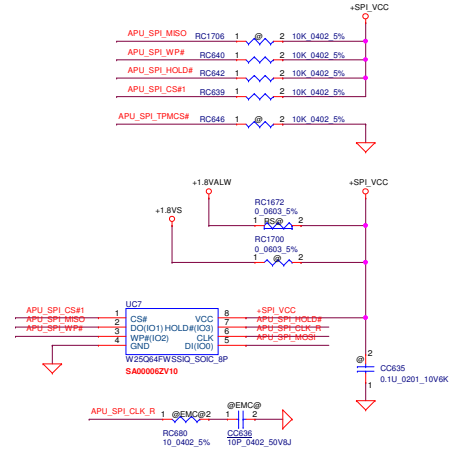 +SPI_VCC
APU_SPI_MISO RC1706 1 @ 2 10K_0402_5%
APU_SPI_WP# RC640 1 2 10K_0402_5%
APU_SPI_HOLD# RC642 1 2 10K_0402_5%
APU_SPI_CS#1 RC639 1 2 10K_0402_5%
APU_SPI_TPMCS# RC646 1 @ 2 10K_0402_5%
+1.8VALW +SPI_VCC
+1.8VS
RC1672
0_0603_5%
1 RS@ 2
RC1700
0_0603_5%
1 @ 2
UC7
APU_SPI_CS#1 1 CS# VCC 8 +SPI_VCC
APU_SPI_MISO 2 DO(IO1) HOLD#(IO3) 7 APU_SPI_HOLD#
APU_SPI_WP# 3 WP#(IO2) CLK 6 APU_SPI_CLK_R
4 GND DI(IO0) 5 APU_SPI_MOSI
W25Q64FWSSIQ_SOIC_8P
SA00006ZV10
@ 2
CC635
0.1U_0201_10V6K
1
APU_SPI_CLK_R 1 @EMC@ 2 1 @EMC@ 2
RC680 CC636
10_0402_5% 10P_0402_50V8J